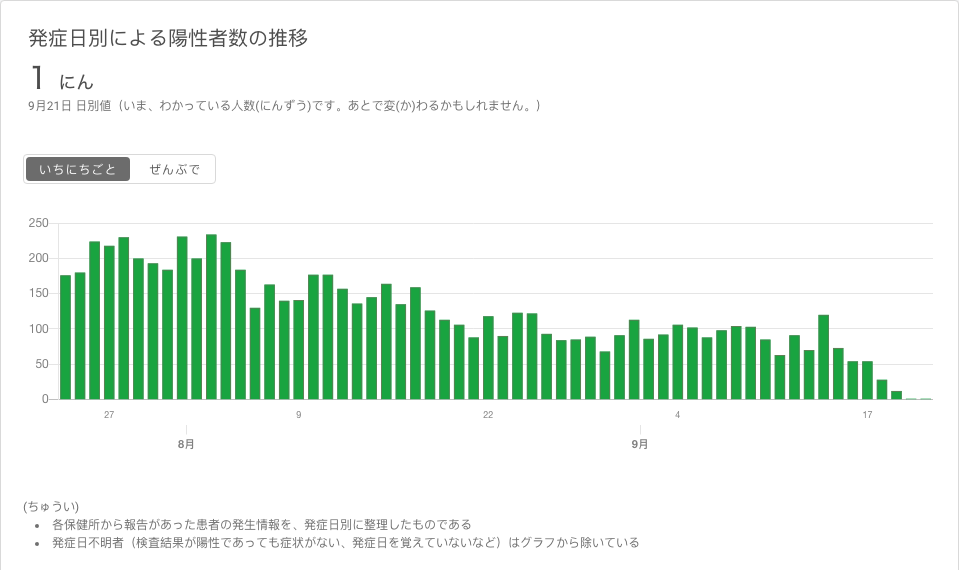 発症日別による陽性者数の推移
1 にん
9月21日 日別値（いま、わかっている人数(にんずう)です。あとで変(か)わるかもしれません。）
いちにちごと ぜんぶで
250
200
150
100
50
0
27 9 22 4 17
8月 9月
(ちゅうい)
• 各保健所から報告があった患者の発生情報を、発症日別に整理したものである
• 発症日不明者（検査結果が陽性であっても症状がない、発症日を覚えていないなど）はグラフから除いている